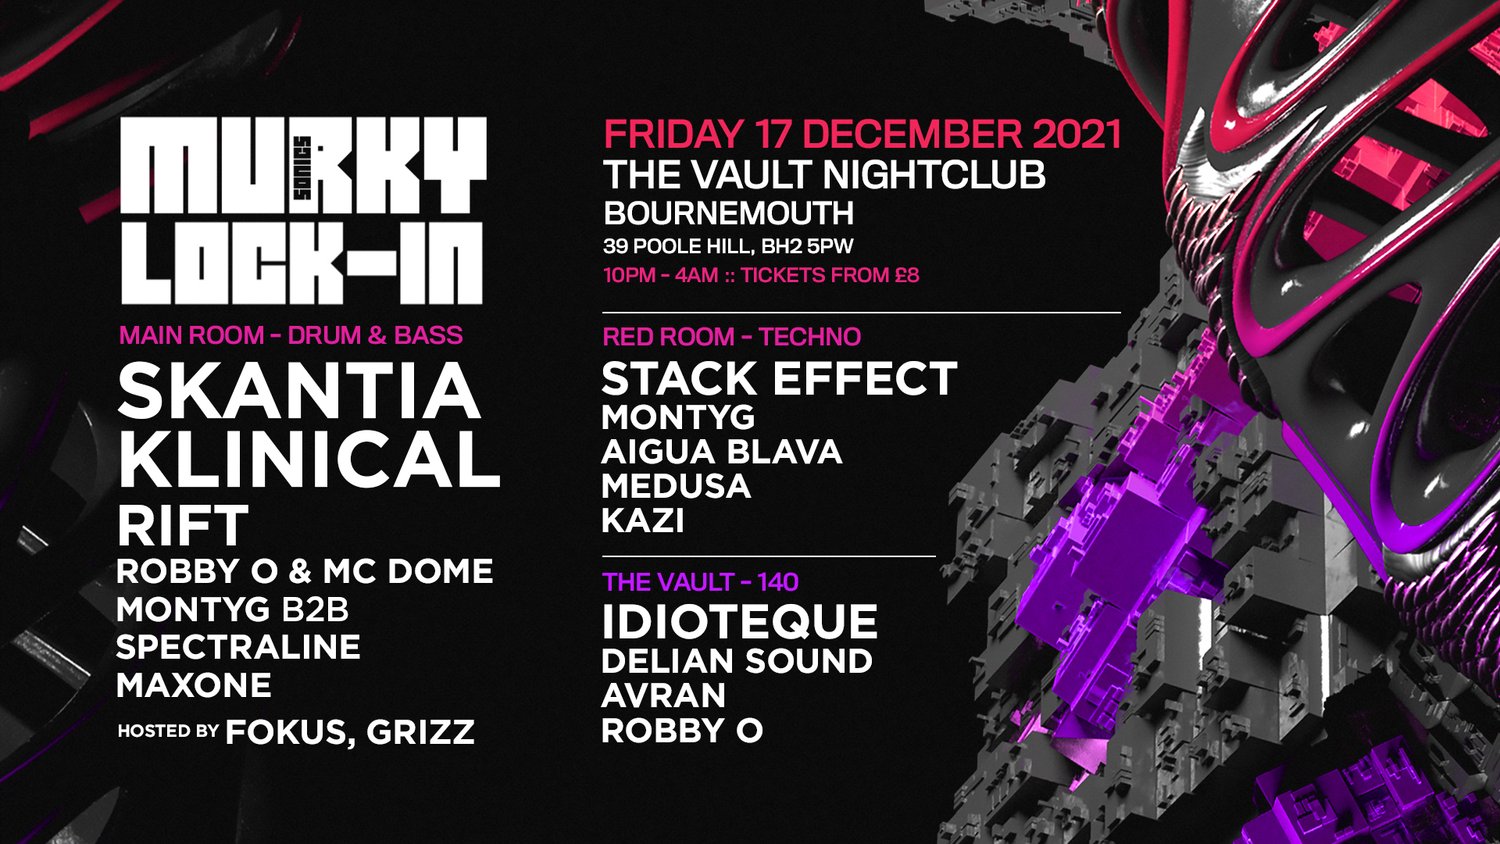 MURKY
SONICS
LOCK-IN
MAIN ROOM - DRUM & BASS
SKANTIA
KLINICAL
RIFT
ROBBY O & MC DOME
MONTYG B2B
SPECTRALINE
MAXONE
HOSTED BY FOKUS, GRIZZ
FRIDAY 17 DECEMBER 2021
THE VAULT NIGHTCLUB
BOURNEMOUTH
39 POOLE HILL, BH2 5PW
10PM - 4AM :: TICKETS FROM £8
RED ROOM - TECHNO
STACK EFFECT
MONTYG
AIGUA BLAVA
MEDUSA
KAZI
THE VAULT - 140
IDIOTEQUE
DELIAN SOUND
AVRAN
ROBBY O